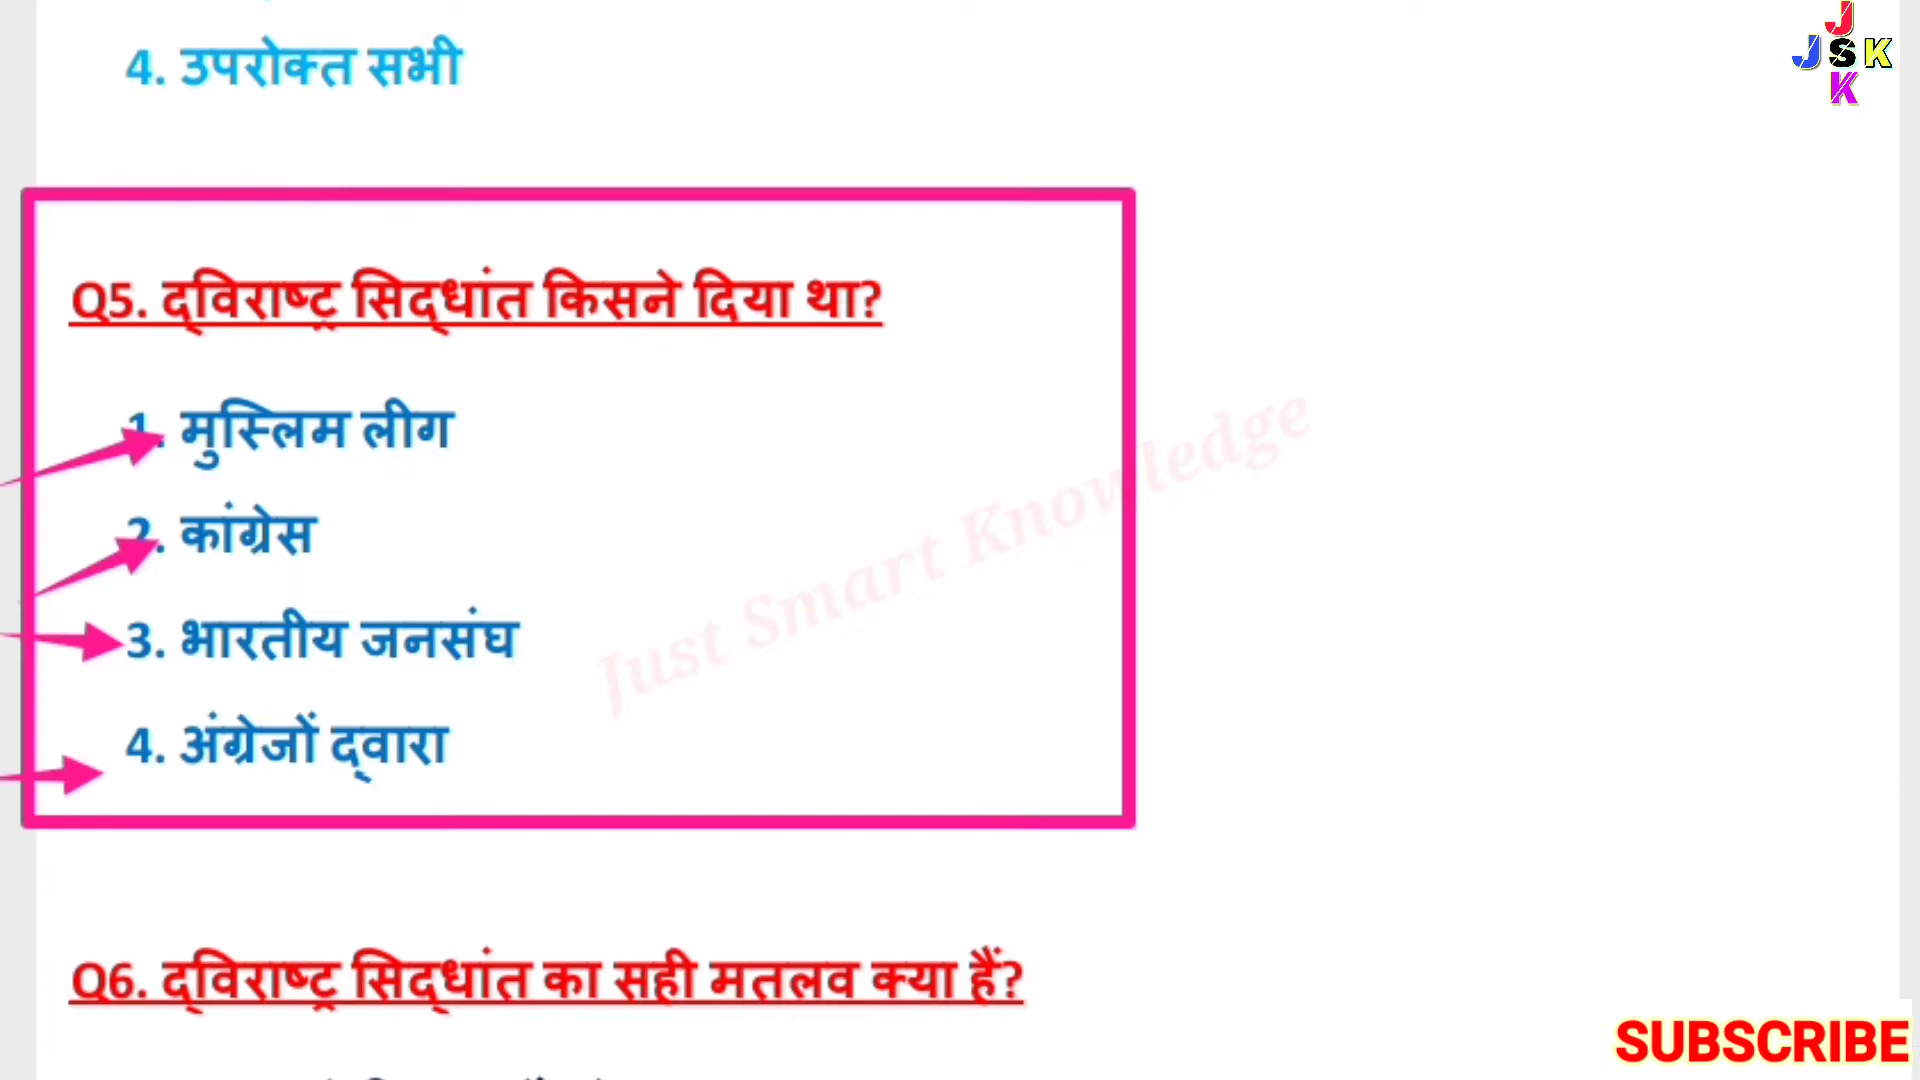 J
JSK
K
4. उपरोक्त सभी
Q5. द्विराष्ट्र सिद्धांत किसने दिया था?
1. मुस्लिम लीग
2. कांग्रेस
3. भारतीय जनसंघ
4. अंग्रेजों द्वारा
Just Smart Knowledge
Q6. द्विराष्ट्र सिद्धांत का सही मतलव क्या हैं?
SUBSCRIBE